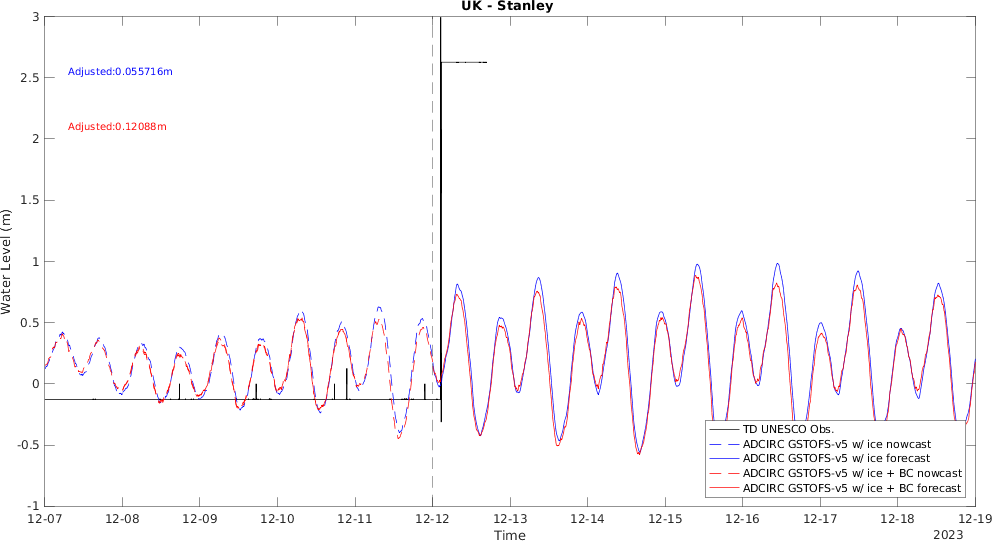 UK - Stanley
3
2.5
2
1.5
1
0.5
0
-0.5
-1
Water Level (m)
Adjusted:0.055716m
Adjusted:0.12088m
TD UNESCO Obs.
ADCIRC GSTOFS-v5 w/ ice nowcast
ADCIRC GSTOFS-v5 w/ ice forecast
ADCIRC GSTOFS-v5 w/ ice + BC nowcast
ADCIRC GSTOFS-v5 w/ ice + BC forecast
12-07 12-08 12-09 12-10 12-11 12-12 12-13 12-14 12-15 12-16 12-17 12-18 12-19
Time
2023